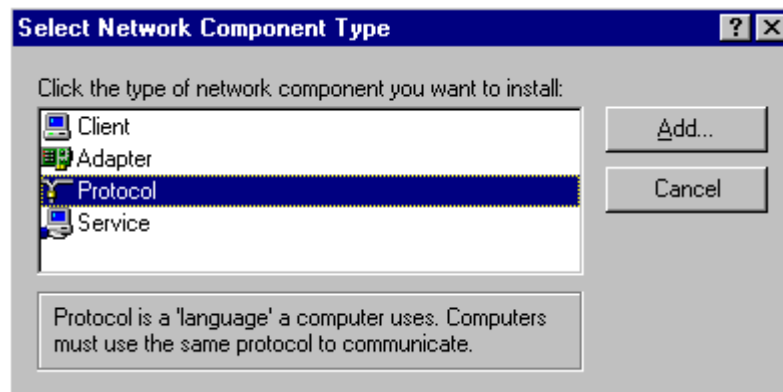 Select Network Component Type
Click the type of network component you want to install:
Client
Adapter
Protocol
Service
Add...
Cancel
Protocol is a 'language' a computer uses. Computers
must use the same protocol to communicate.